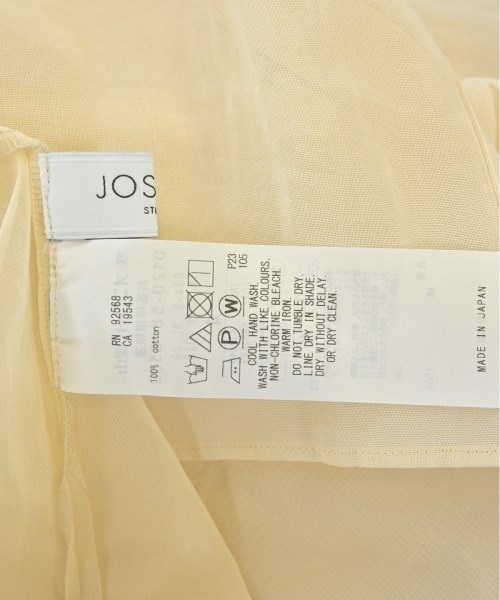 JOS
STU
RN 92568
CA 19543
100% cotton
P23
105
P W
COOL HAND WASH
WASH WITH LIKE COLOURS.
NON-CHLORINE BLEACH.
WARM IRON.
DO NOT TUMBLE DRY.
LINE DRY IN SHADE.
DRY WITHOUT DELAY.
OR DRY CLEAN.
MADE IN JAPAN